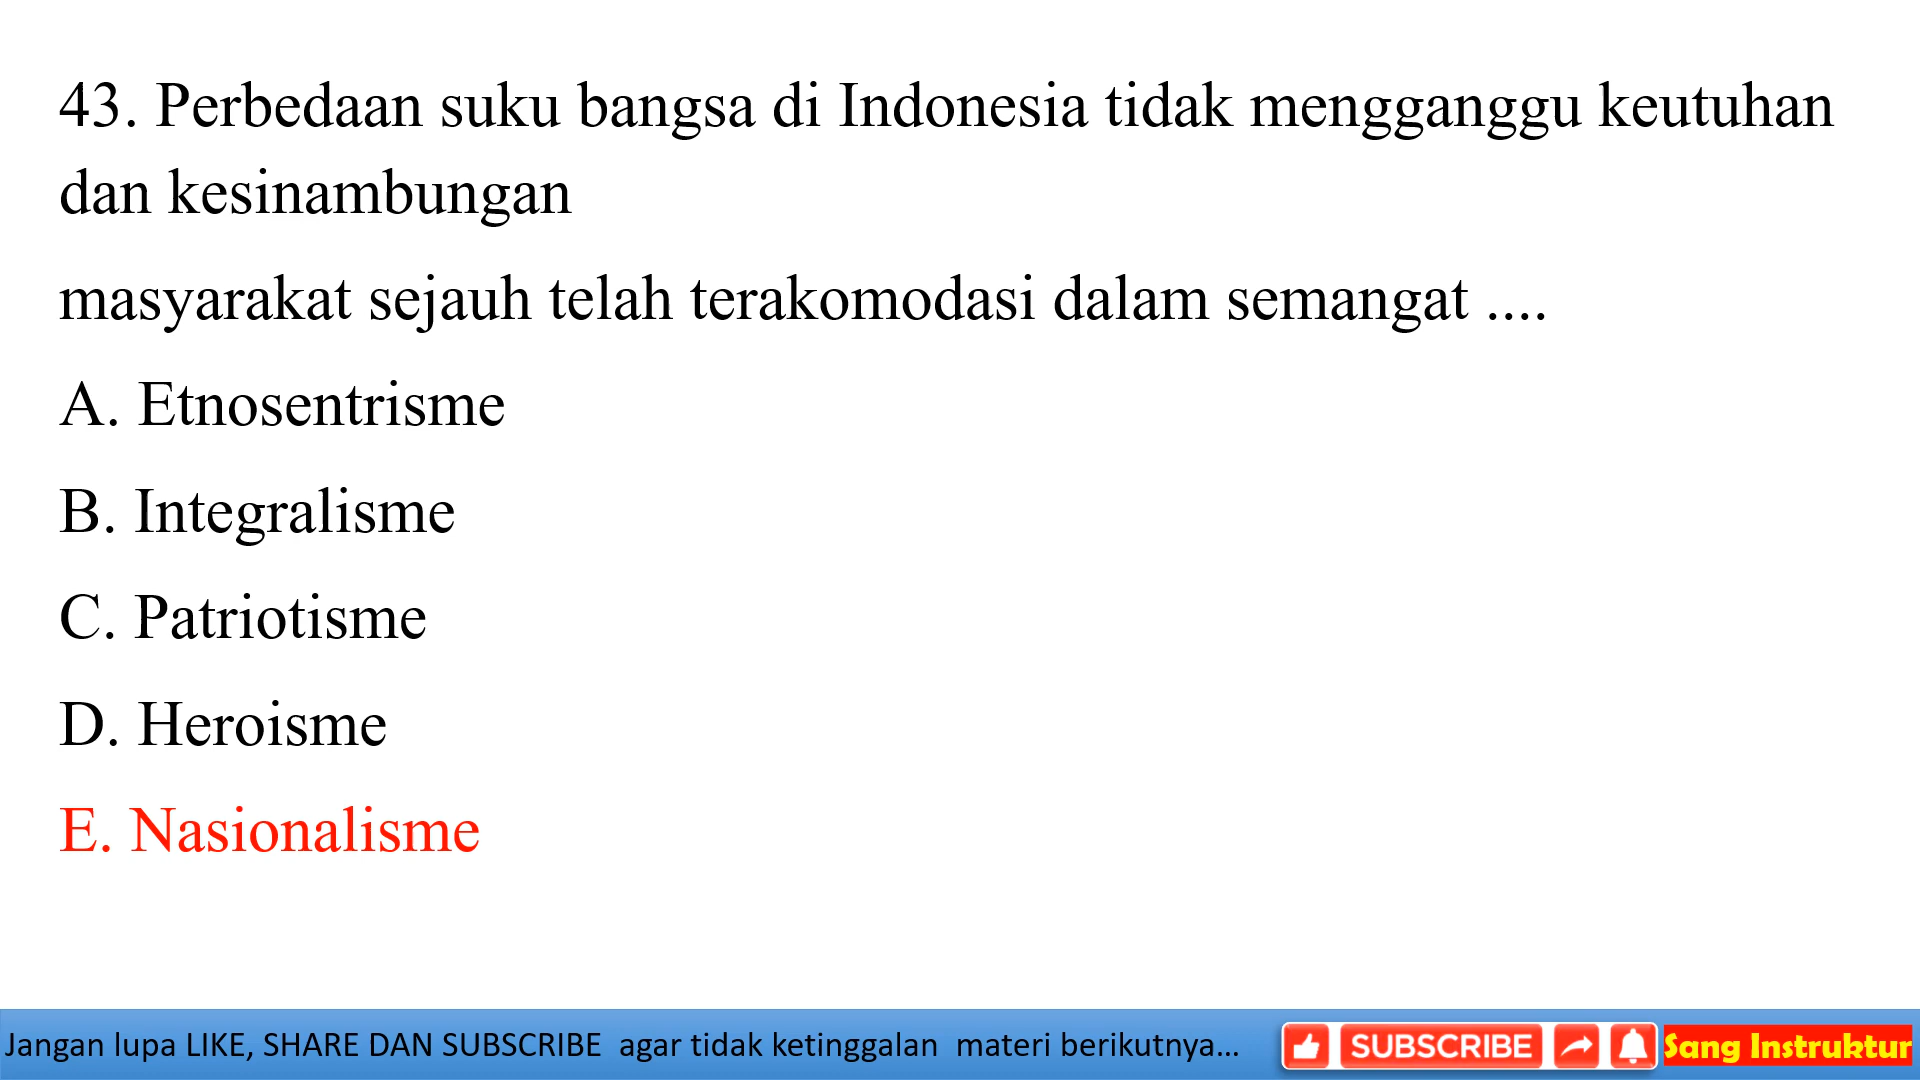 43. Perbedaan suku bangsa di Indonesia tidak mengganggu keutuhan
dan kesinambungan
masyarakat sejauh telah terakomodasi dalam semangat ....
A. Etnosentrisme
B. Integralisme
C. Patriotisme
D. Heroisme
E. Nasionalisme
Jangan lupa LIKE, SHARE DAN SUBSCRIBE agar tidak ketinggalan materi berikutnya... SUBSCRIBE Sang Instruktur